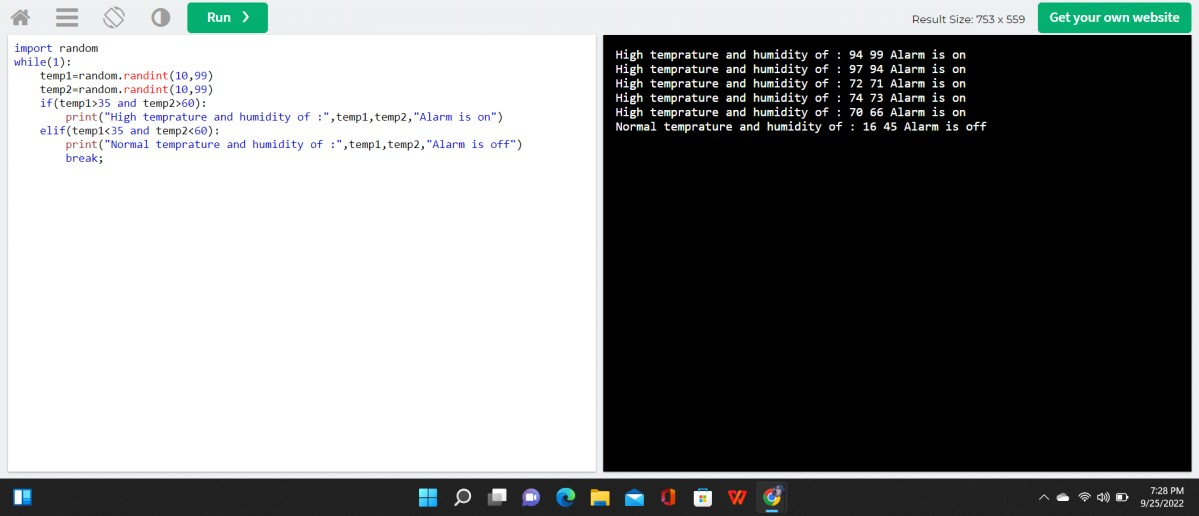 Run ❯
Result Size: 753 x 559
Get your own website
import random
while(1):
    temp1=random.randint(10,99)
    temp2=random.randint(10,99)
    if(temp1>35 and temp2>60):
        print("High temprature and humidity of :",temp1,temp2,"Alarm is on")
    elif(temp1<35 and temp2<60):
        print("Normal temprature and humidity of :",temp1,temp2,"Alarm is off")
        break;
High temprature and humidity of : 94 99 Alarm is on
High temprature and humidity of : 97 94 Alarm is on
High temprature and humidity of : 72 71 Alarm is on
High temprature and humidity of : 74 73 Alarm is on
High temprature and humidity of : 70 66 Alarm is on
Normal temprature and humidity of : 16 45 Alarm is off
7:28 PM
9/25/2022